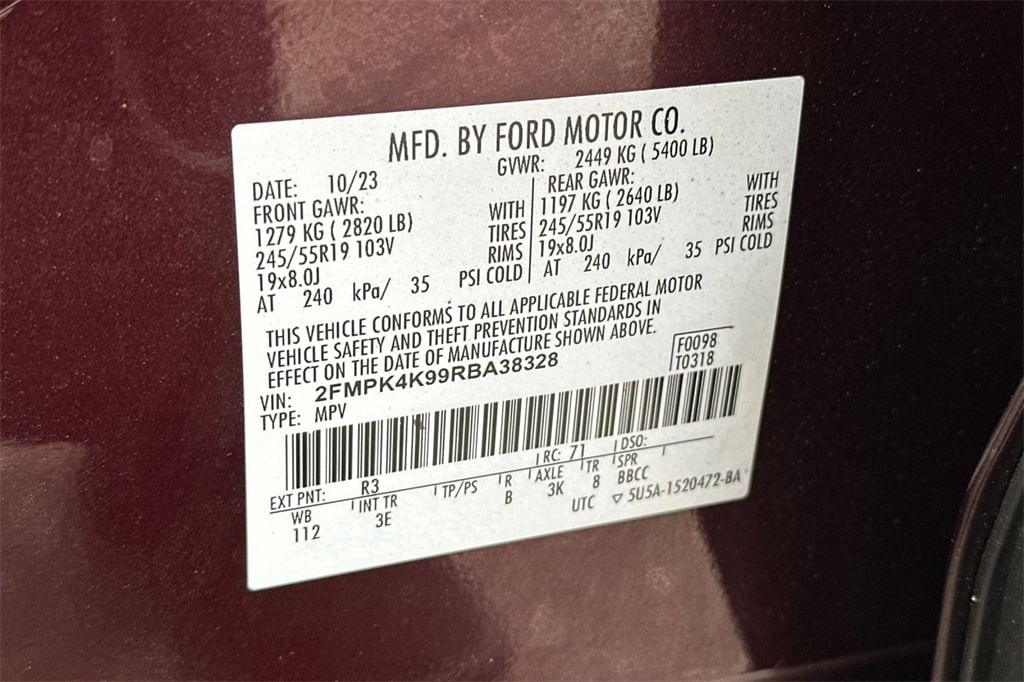 MFD. BY FORD MOTOR CO.
DATE: 10/23 GVWR: 2449 KG ( 5400 LB)
FRONT GAWR: REAR GAWR:
1279 KG ( 2820 LB) WITH 1197 KG ( 2640 LB) WITH
245/55R19 103V TIRES 245/55R19 103V TIRES
19x8.0J RIMS 19x8.0J RIMS
AT 240 kPa/ 35 PSI COLD AT 240 kPa/ 35 PSI COLD
THIS VEHICLE CONFORMS TO ALL APPLICABLE FEDERAL MOTOR
VEHICLE SAFETY AND THEFT PREVENTION STANDARDS IN
EFFECT ON THE DATE OF MANUFACTURE SHOWN ABOVE.
VIN: 2FMPK4K99RBA38328 F0098
TYPE: MPV T0318
EXT PNT: R3 RC: 71 DSO:
WB INT TR TP/PS R AXLE TR SPR
112 3E B 3K 8 BBCC
UTC ▽ 5U5A-1520472-BA